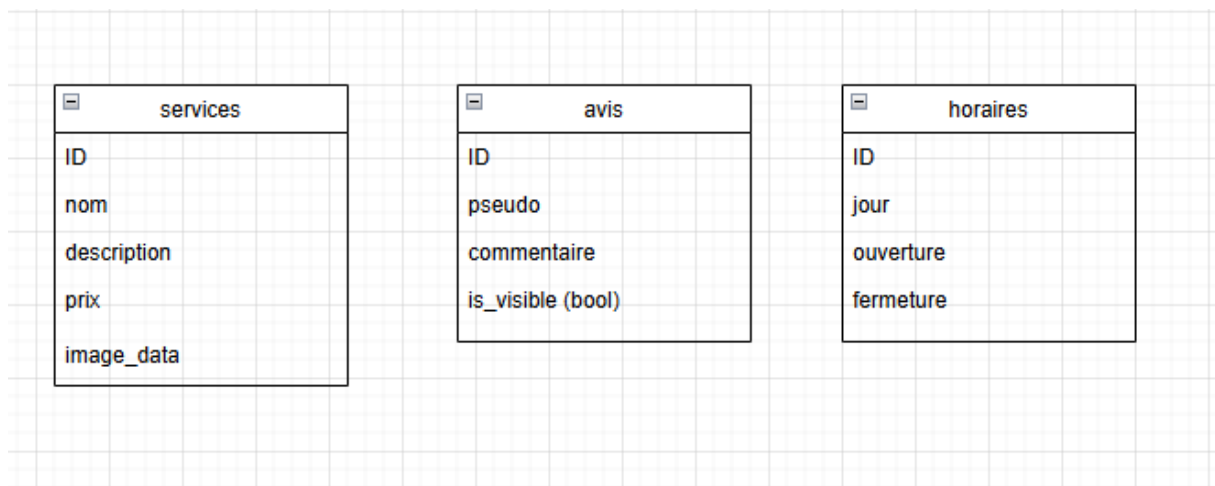 services
ID
nom
description
prix
image_data
avis
ID
pseudo
commentaire
is_visible (bool)
horaires
ID
jour
ouverture
fermeture